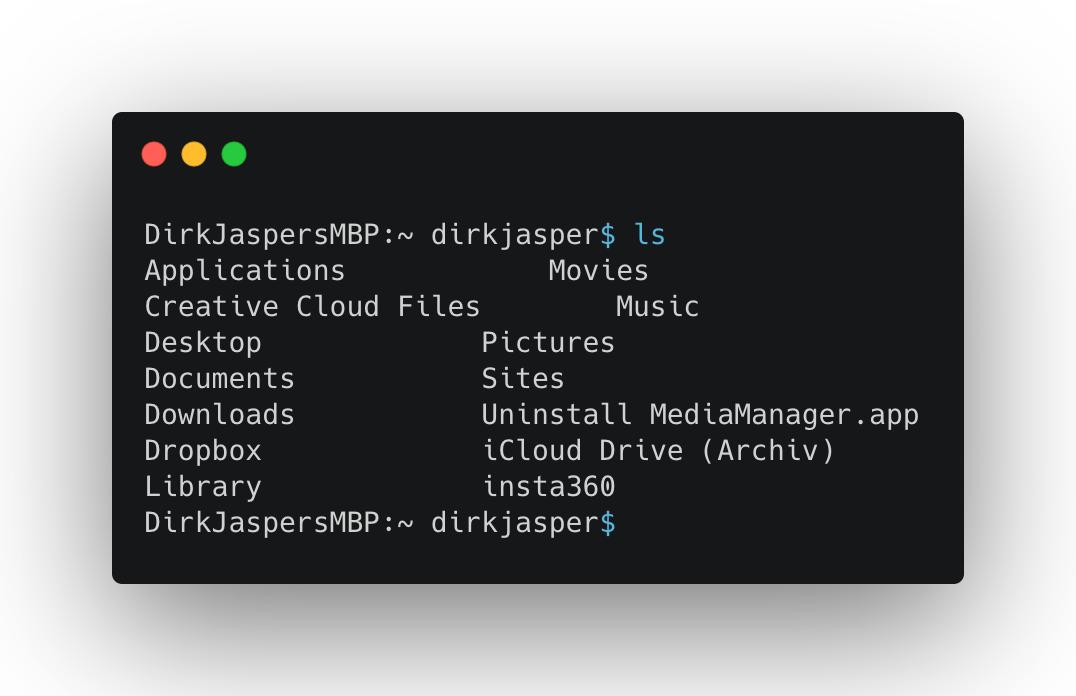 DirkJaspersMBP:~ dirkjasper$ ls
Applications            Movies
Creative Cloud Files        Music
Desktop             Pictures
Documents           Sites
Downloads           Uninstall MediaManager.app
Dropbox             iCloud Drive (Archiv)
Library             insta360
DirkJaspersMBP:~ dirkjasper$